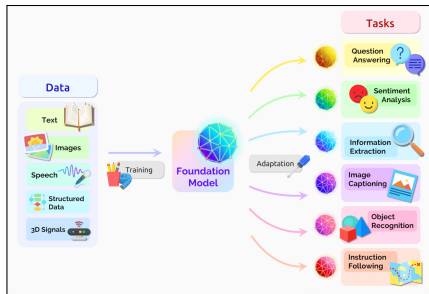 Tasks
Question
Answering
Data
Sentiment
Analysis
Text
Images
Information
Extraction
Speech
Training
Foundation
Model
Adaptation
Image
Captioning
Structured
Data
Object
Recognition
3D Signals
Instruction
Following